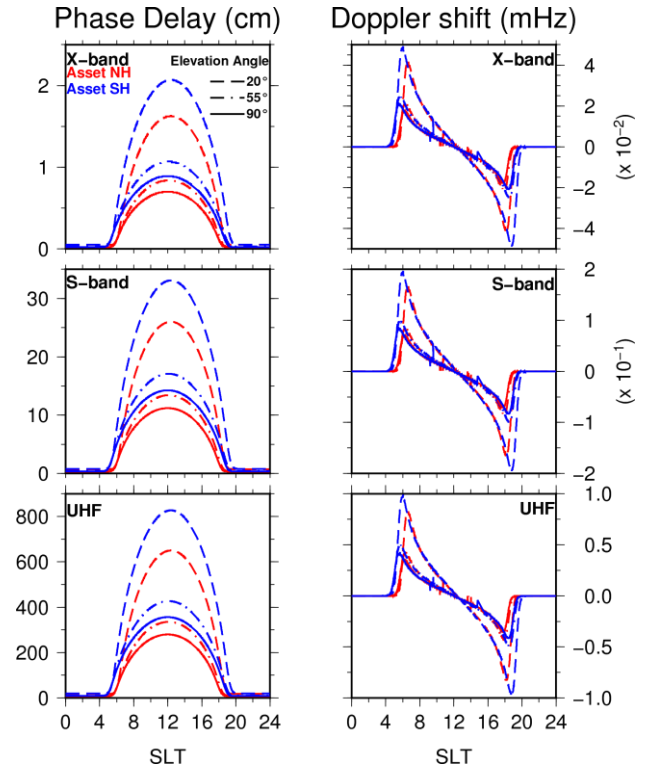 Phase Delay (cm)
Doppler shift (mHz)
X-band
Asset NH
Asset SH
Elevation Angle
20°
55°
90°
2
1
0
X-band
4
2
0
-2
-4
(x 10-2)
S-band
30
20
10
0
S-band
2
1
0
-1
-2
(x 10-1)
UHF
800
600
400
200
0
0 4 8 12 16 20 24
SLT
UHF
1.0
0.5
0.0
-0.5
-1.0
0 4 8 12 16 20 24
SLT